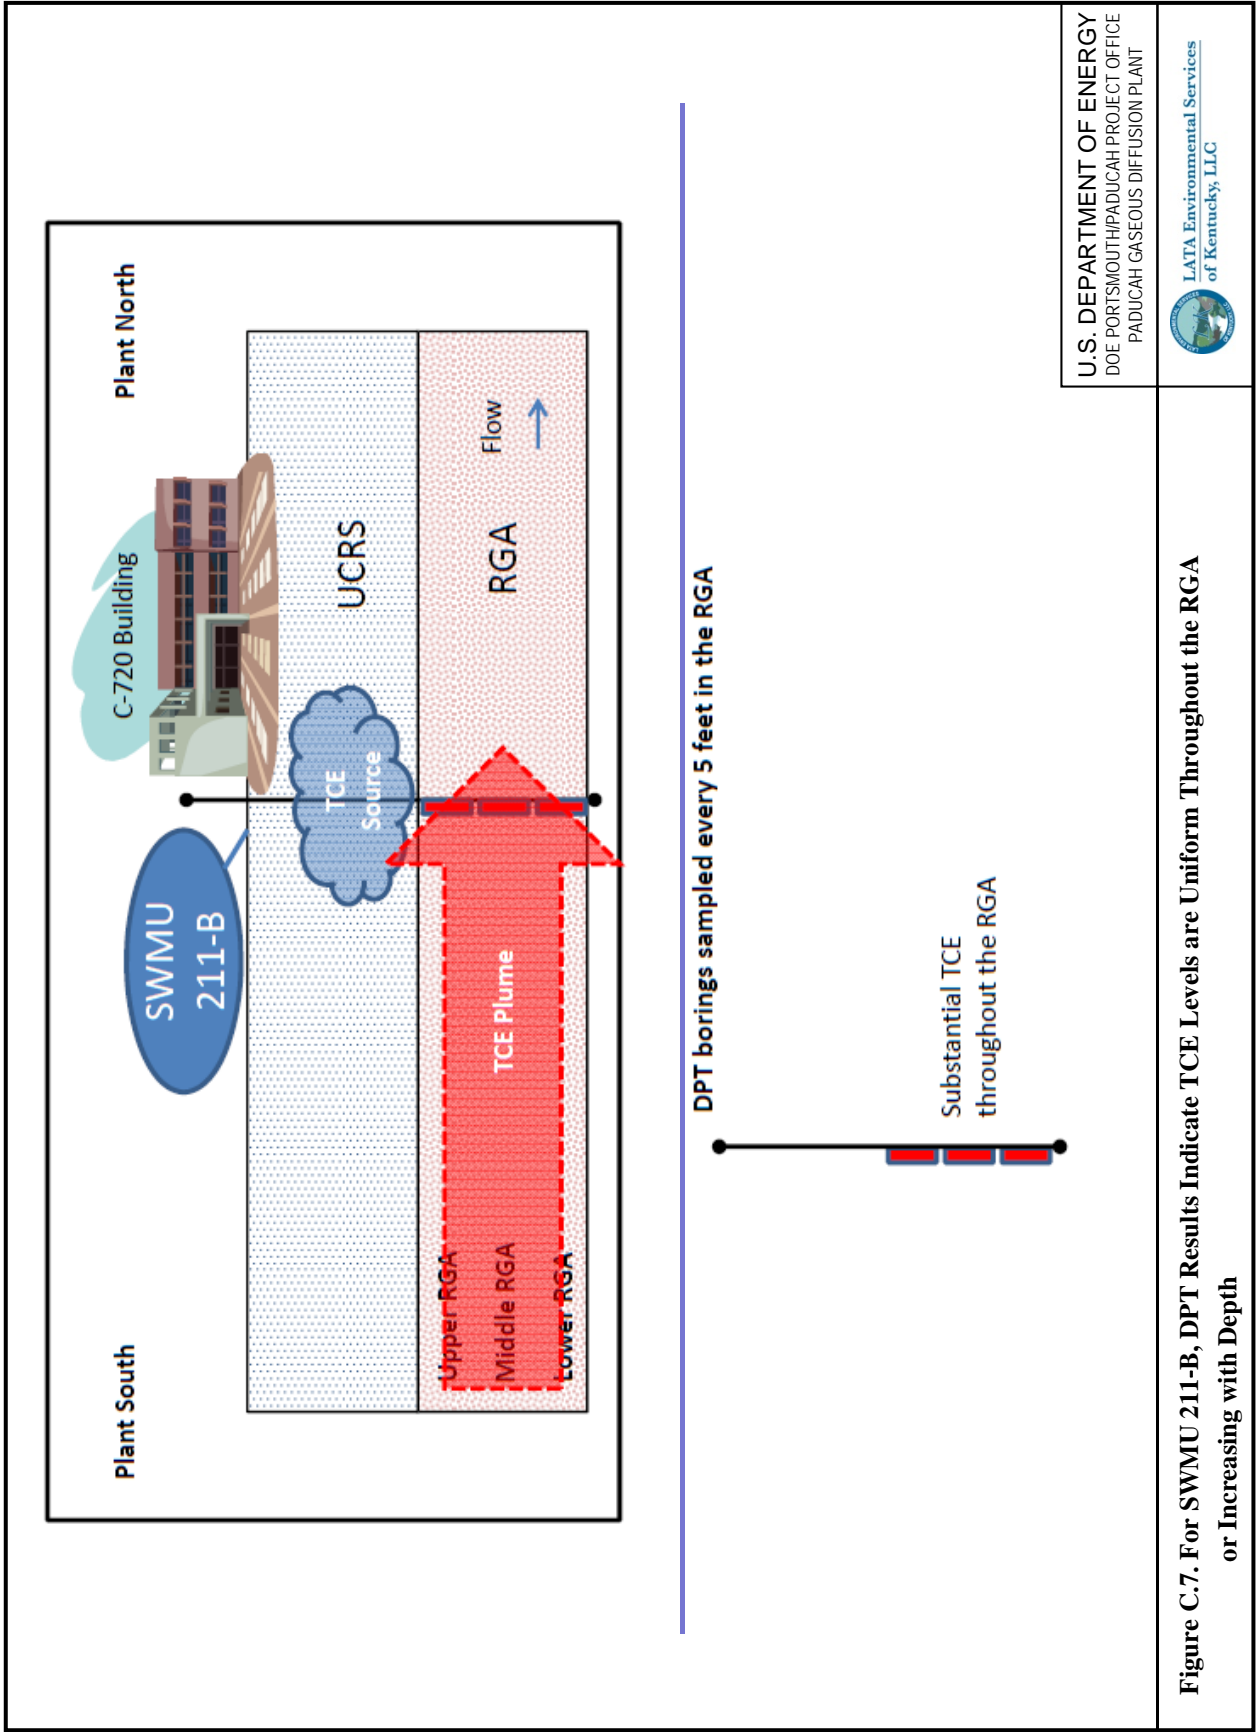 Plant South
Plant North
C-720 Building
SWMU
211-B
UCRS
TCE
Source
RGA
Flow
Upper RGA
Middle RGA
Lower RGA
TCE Plume
DPT borings sampled every 5 feet in the RGA
Substantial TCE
throughout the RGA
U.S. DEPARTMENT OF ENERGY
DOE PORTSMOUTH/PADUCAH PROJECT OFFICE
PADUCAH GASEOUS DIFFUSION PLANT
LATA Environmental Services
of Kentucky, LLC
Figure C.7. For SWMU 211-B, DPT Results Indicate TCE Levels are Uniform Throughout the RGA
or Increasing with Depth